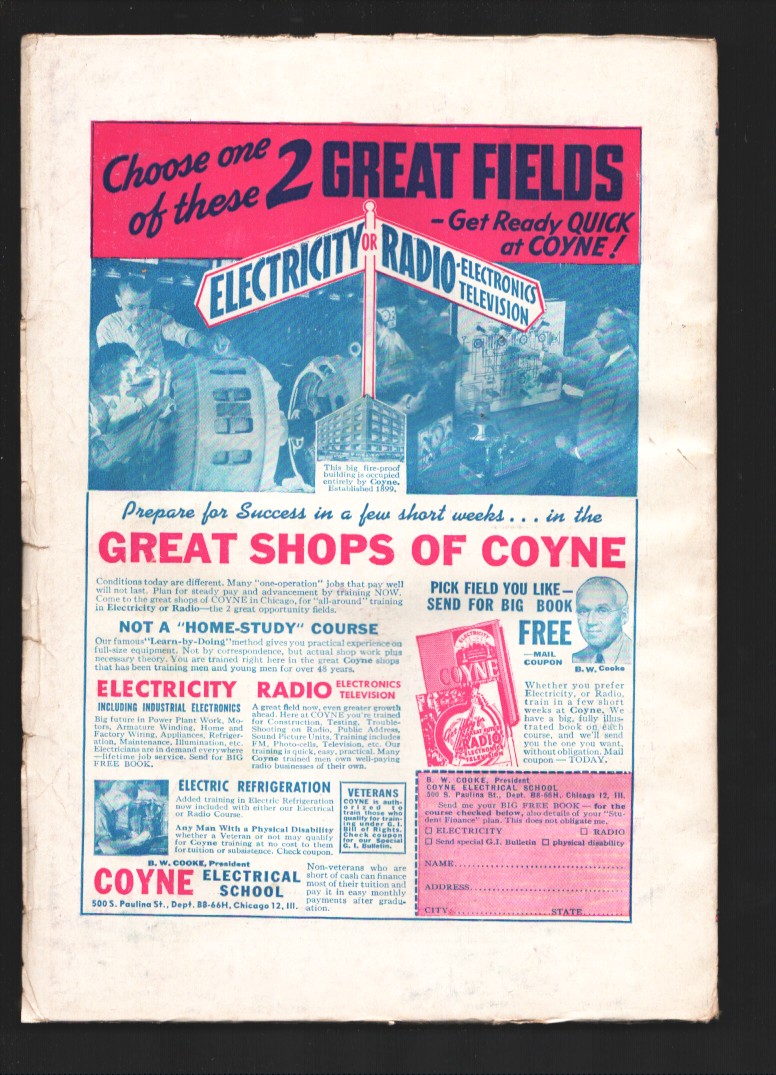 Choose one
of these 2 GREAT FIELDS
-Get Ready QUICK
at COYNE!
ELECTRICITY OR RADIO-ELECTRONICS
TELEVISION
This big fire-proof
building is occupied
entirely by Coyne.
Established 1899.
Prepare for Success in a few short weeks... in the
GREAT SHOPS OF COYNE
Conditions today are different. Many "one-operation" jobs that pay well
will not last. Plan for steady pay and advancement by training NOW.
Come to the great shops of COYNE in Chicago, for "all-around" training
in Electricity or Radio—the 2 great opportunity fields.
NOT A "HOME-STUDY" COURSE
Our famous "Learn-by-Doing" method gives you practical experience on
full-size equipment. Not by correspondence, but actual shop work plus
necessary theory. You are trained right here in the great Coyne shops
that has been training men and young men for over 45 years.
ELECTRICITY
INCLUDING INDUSTRIAL ELECTRONICS
Big future in Power Plant Work, Mo-
tors, Armature Winding, Home and
Factory Wiring, Appliances, Refriger-
ation, Maintenance, Illumination, etc.
Electricians are in demand everywhere
—lifetime job service. Send for BIG
FREE BOOK.
RADIO ELECTRONICS
TELEVISION
A great field now, even greater growth
ahead. Here at COYNE you're trained
for Construction, Testing, Trouble-
Shooting on Radio, Public Address,
Sound Picture Units, Training includes
FM, Photo-cells, Television, etc. Our
training is quick, easy, practical. Many
Coyne trained men own well-paying
radio businesses of their own.
PICK FIELD YOU LIKE—
SEND FOR BIG BOOK
FREE
—MAIL
COUPON
B. W. Cooke
ELECTRICITY
COYNE
RADIO
ELECTRONICS
TELEVISION
Whether you prefer
Electricity, or Radio,
train in a few short
weeks at Coyne. We
have a big, fully illus-
trated book on each
course, and we'll send
you the one you want,
without obligation. Mail
coupon — TODAY.
ELECTRIC REFRIGERATION
Added training in Electric Refrigeration
now included with either our Electrical
or Radio Course.
Any Man With a Physical Disability
whether a Veteran or not may qualify
for Coyne training at no cost to them
for tuition or subsistence. Check coupon.
VETERANS
COYNE is auth-
orized to
train those who
qualify for train-
ing under G. I.
Bill of Rights.
Check coupon
for our Special
G. I. Bulletin.
B. W. COOKE, President
COYNE ELECTRICAL
SCHOOL
500 S. Paulina St., Dept. BB-66H, Chicago 12, Ill.
Non-veterans who are
short of cash can finance
most of their tuition and
pay it in easy monthly
payments after gradu-
ation.
B. W. COOKE, President
COYNE ELECTRICAL SCHOOL
500 S. Paulina St., Dept. BB-66H, Chicago 12, Ill.
Send me your BIG FREE BOOK — for the
course checked below, also details of your "Stu-
dent Finance" plan. This does not obligate me.
☐ ELECTRICITY ☐ RADIO
☐ Send special G.I. Bulletin ☐ physical disability
NAME
ADDRESS
CITY STATE